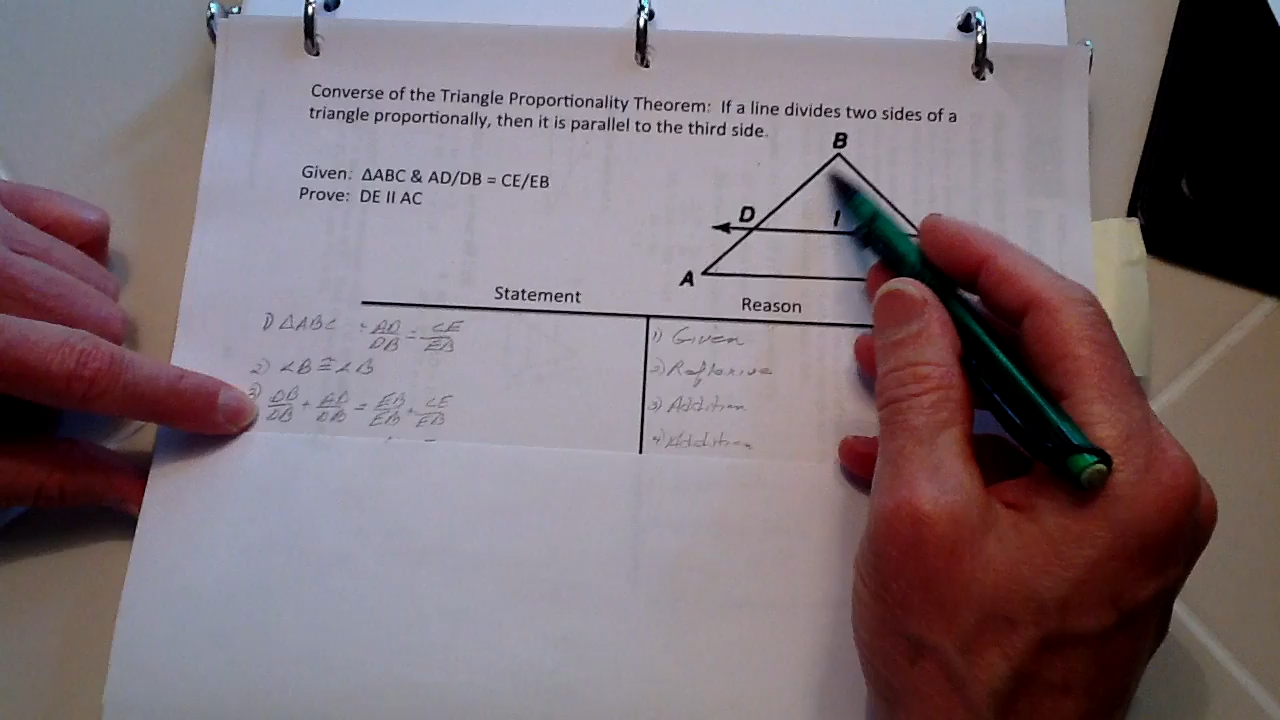 Converse of the Triangle Proportionality Theorem: If a line divides two sides of a
triangle proportionally, then it is parallel to the third side.
B
Given: ΔABC & AD/DB = CE/EB
Prove: DE II AC
D
l
A
Statement
Reason
1) ΔABC AD/DB = CE/EB
1) Given
2) ∠B ≅ ∠B
2) Reflexive
3) DB/DB + AD/DB = EB/EB + CE/EB
3) Addition
4) Addition